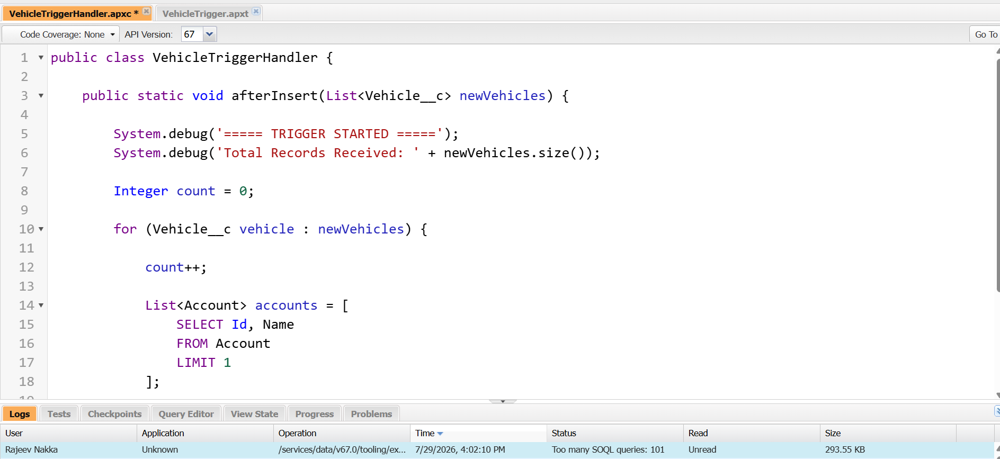 VehicleTriggerHandler.apxc * VehicleTrigger.apxt
Code Coverage: None API Version: 67 Go To
1 public class VehicleTriggerHandler {
2
3 public static void afterInsert(List<Vehicle__c> newVehicles) {
4
5 System.debug('===== TRIGGER STARTED =====');
6 System.debug('Total Records Received: ' + newVehicles.size());
7
8 Integer count = 0;
9
10 for (Vehicle__c vehicle : newVehicles) {
11
12 count++;
13
14 List<Account> accounts = [
15 SELECT Id, Name
16 FROM Account
17 LIMIT 1
18 ];
Logs Tests Checkpoints Query Editor View State Progress Problems
User Application Operation Time Status Read Size
Rajeev Nakka Unknown /services/data/v67.0/tooling/ex... 7/29/2026, 4:02:10 PM Too many SOQL queries: 101 Unread 293.55 KB